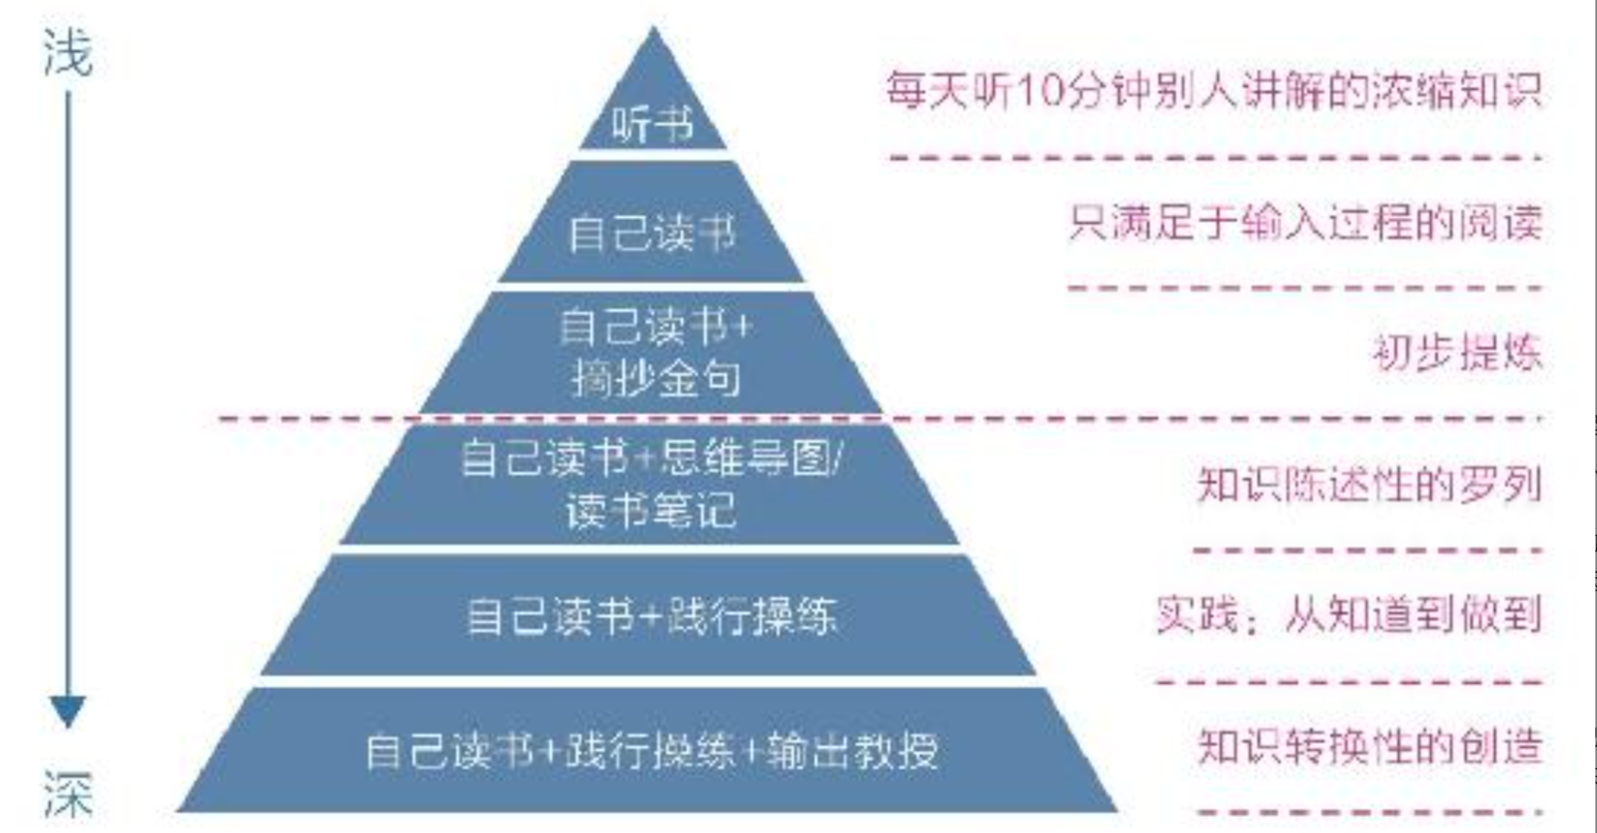 浅
每天听10分钟别人讲解的浓缩知识
听书
只满足于输入过程的阅读
自己读书
初步提炼
自己读书+
摘抄金句
知识陈述性的罗列
自己读书+思维导图/
读书笔记
实践：从知道到做到
自己读书+践行操练
知识转换性的创造
自己读书+践行操练+输出教授
深